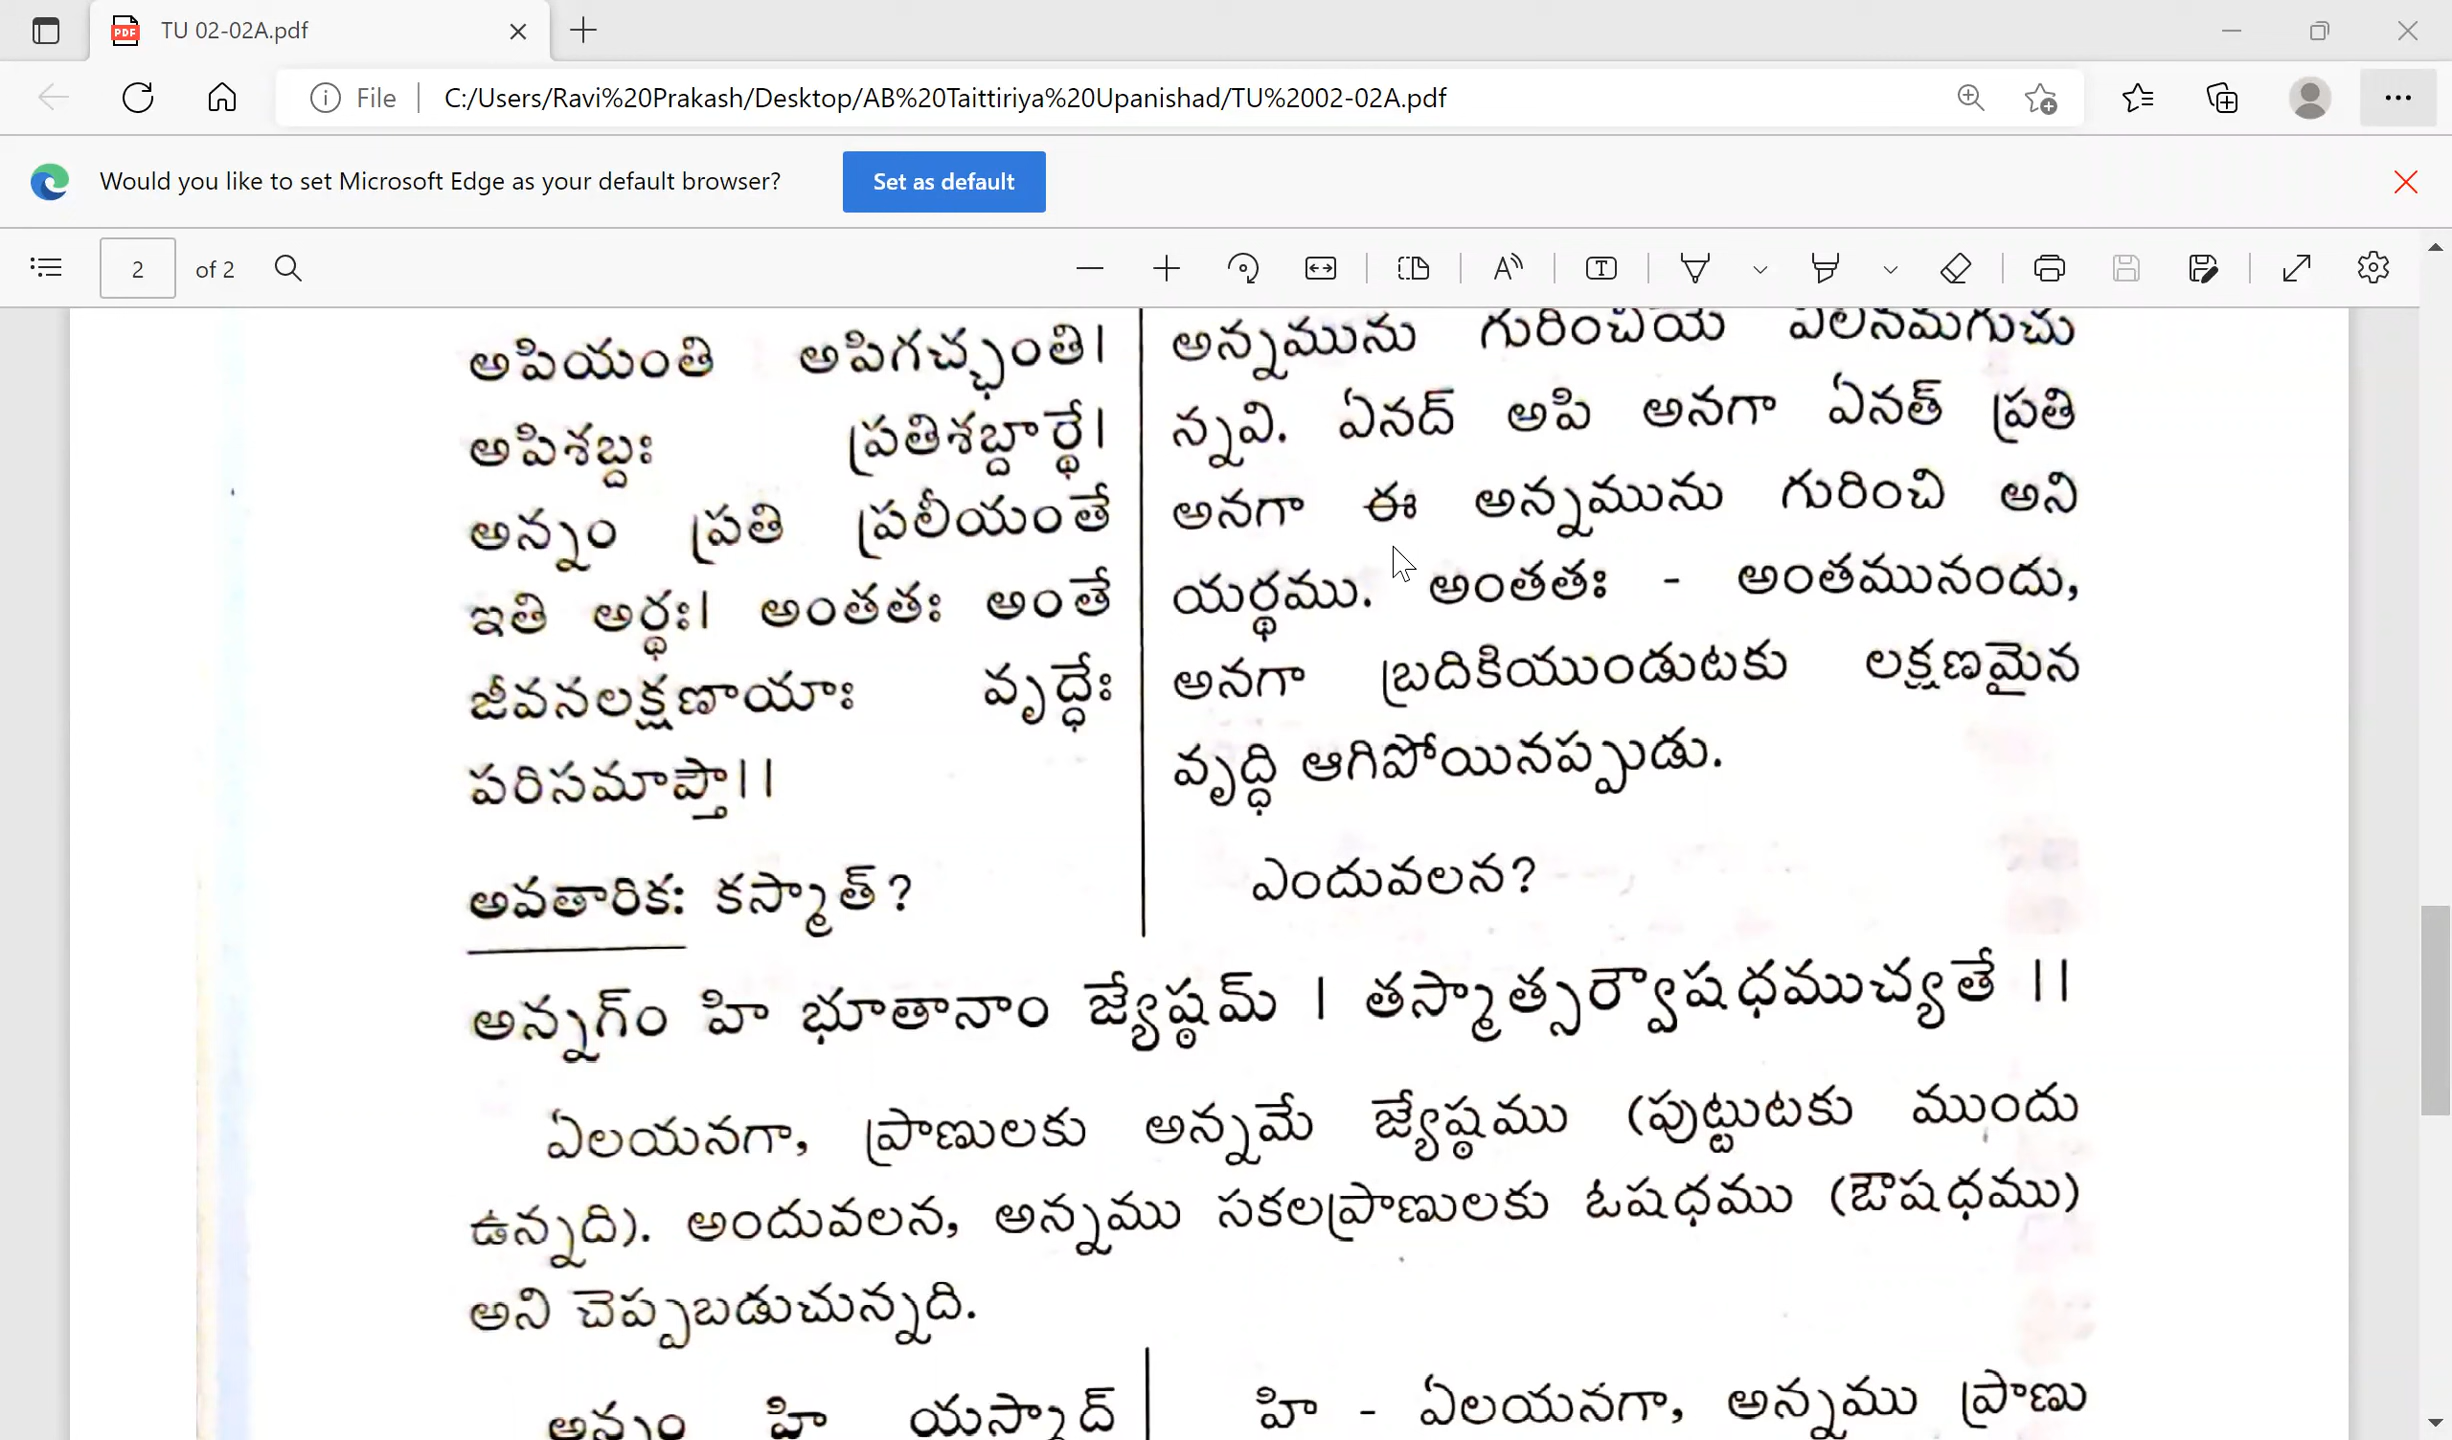 TU 02-02A.pdf
File
C:/Users/Ravi%20Prakash/Desktop/AB%20Taittiriya%20Upanishad/TU%2002-02A.pdf
Would you like to set Microsoft Edge as your default browser?
Set as default
2 of 2
అపియంతి అపిగచ్ఛంతి।
అపిశబ్దః ప్రతిశబ్దార్థే।
అన్నం ప్రతి ప్రలీయంతే
ఇతి అర్థః। అంతతః అంతే
జీవనలక్షణాయాః వృద్ధేః
పరిసమాప్తౌ।।
అన్నమును గురించియే విలీనమగుచు
న్నవి. ఏనద్ అపి అనగా ఏనత్ ప్రతి
అనగా ఈ అన్నమును గురించి అని
యర్థము. అంతతః - అంతమునందు,
అనగా బ్రదికియుండుటకు లక్షణమైన
వృద్ధి ఆగిపోయినప్పుడు.
అవతారిక: కస్మాత్?
ఎందువలన?
అన్నగ్ం హి భూతానాం జ్యేష్ఠమ్ । తస్మాత్సర్వౌషధముచ్యతే ।।
ఏలయనగా, ప్రాణులకు అన్నమే జ్యేష్ఠము (పుట్టుటకు ముందు
ఉన్నది). అందువలన, అన్నము సకలప్రాణులకు ఓషధము (ఔషధము)
అని చెప్పబడుచున్నది.
అన్నం హి యస్మాద్
హి - ఏలయనగా, అన్నము ప్రాణు